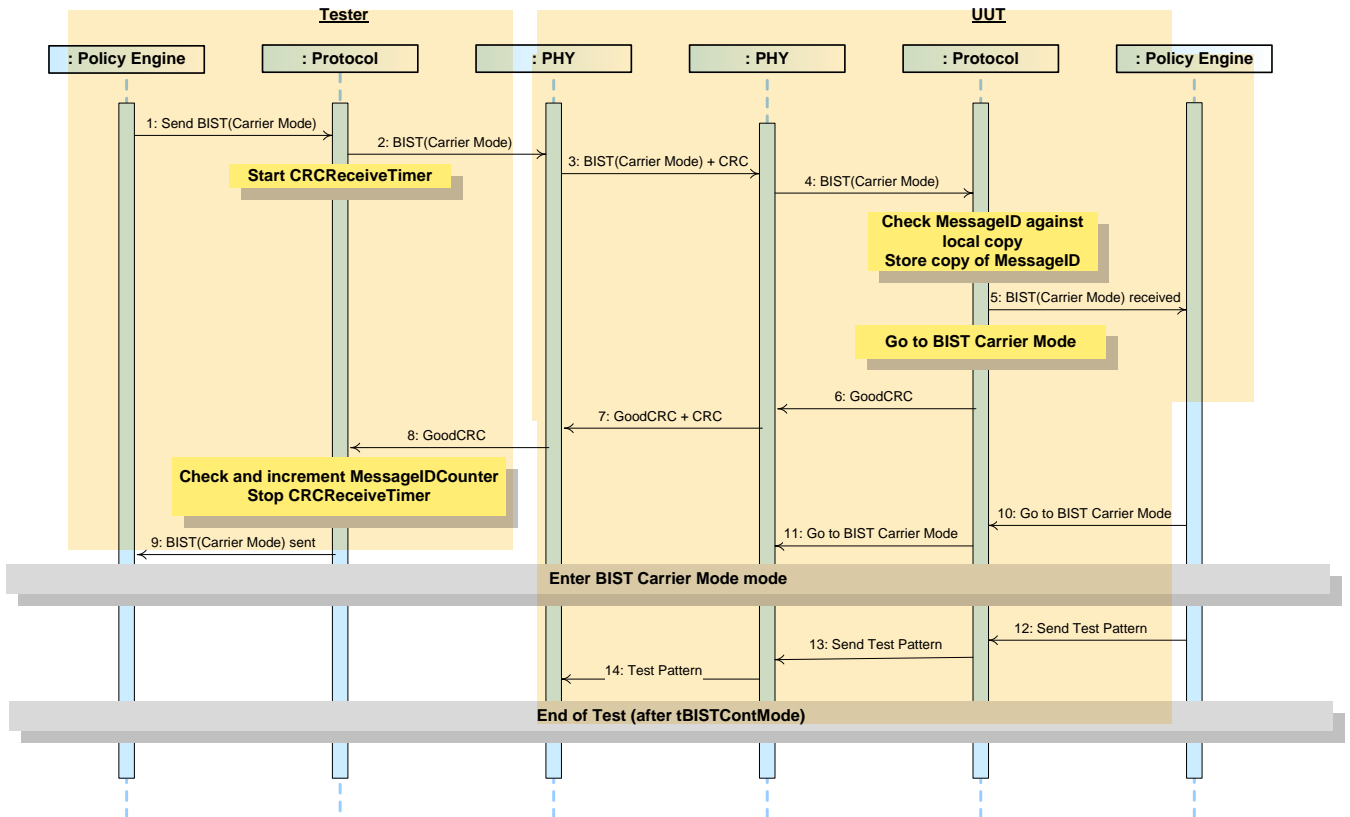 Tester
UUT
: Policy Engine
: Protocol
: PHY
: PHY
: Protocol
: Policy Engine
1: Send BIST(Carrier Mode)
2: BIST(Carrier Mode)
Start CRCReceiveTimer
3: BIST(Carrier Mode) + CRC
4: BIST(Carrier Mode)
Check MessageID against
local copy
Store copy of MessageID
5: BIST(Carrier Mode) received
Go to BIST Carrier Mode
6: GoodCRC
7: GoodCRC + CRC
8: GoodCRC
Check and increment MessageIDCounter
Stop CRCReceiveTimer
9: BIST(Carrier Mode) sent
10: Go to BIST Carrier Mode
11: Go to BIST Carrier Mode
Enter BIST Carrier Mode mode
12: Send Test Pattern
13: Send Test Pattern
14: Test Pattern
End of Test (after tBISTContMode)